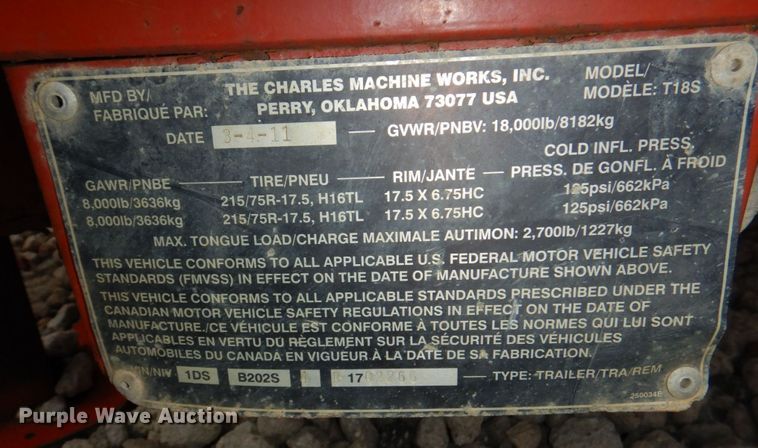 MFD BY/ THE CHARLES MACHINE WORKS, INC. MODEL/
FABRIQUÉ PAR: PERRY, OKLAHOMA 73077 USA MODÈLE: T18S
DATE 3-4-11 GVWR/PNBV: 18,000lb/8182kg
COLD INFL. PRESS.
GAWR/PNBE TIRE/PNEU RIM/JANTE PRESS. DE GONFL. À FROID
8,000lb/3636kg 215/75R-17.5, H16TL 17.5 X 6.75HC 125psi/662kPa
8,000lb/3636kg 215/75R-17.5, H16TL 17.5 X 6.75HC 125psi/662kPa
MAX. TONGUE LOAD/CHARGE MAXIMALE AUTIMON: 2,700lb/1227kg
THIS VEHICLE CONFORMS TO ALL APPLICABLE U.S. FEDERAL MOTOR VEHICLE SAFETY
STANDARDS (FMVSS) IN EFFECT ON THE DATE OF MANUFACTURE SHOWN ABOVE.
THIS VEHICLE CONFORMS TO ALL APPLICABLE STANDARDS PRESCRIBED UNDER THE
CANADIAN MOTOR VEHICLE SAFETY REGULATIONS IN EFFECT ON THE DATE OF
MANUFACTURE./CE VÉHICULE EST CONFORME À TOUTES LES NORMES QUI LUI SONT
APPLICABLES EN VERTU DU RÈGLEMENT SUR LA SÉCURITÉ DES VÉHICULES
AUTOMOBILES DU CANADA EN VIGUEUR À LA DATE DE SA FABRICATION.
VIN/NIV 1DS B202S TYPE: TRAILER/TRA/REM
250034E
Purple Wave Auction